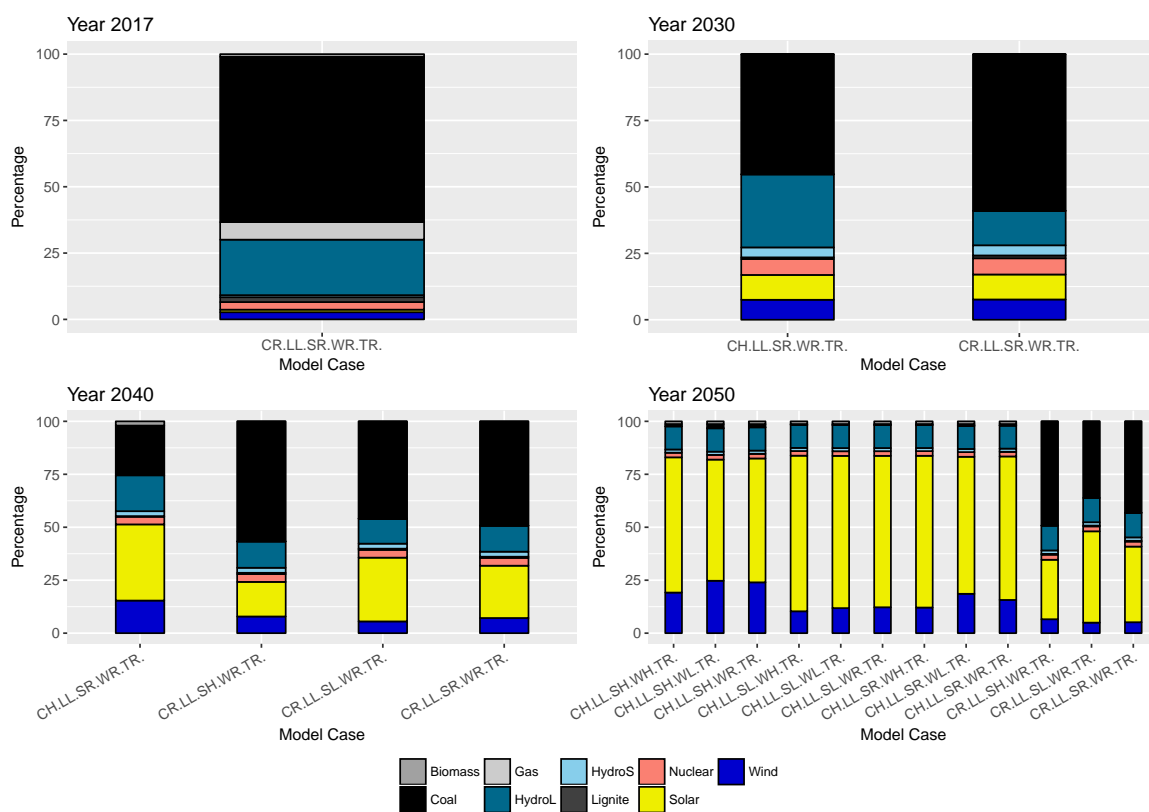 Year 2017
100
75
50
25
0
Percentage
CR.LL.SR.WR.TR.
Model Case
Year 2030
100
75
50
25
0
Percentage
CH.LL.SR.WR.TR.
CR.LL.SR.WR.TR.
Model Case
Year 2040
100
75
50
25
0
Percentage
CH.LL.SR.WR.TR.
CR.LL.SH.WR.TR.
CR.LL.SL.WR.TR.
CR.LL.SR.WR.TR.
Model Case
Year 2050
100
75
50
25
0
Percentage
CH.LL.SH.WH.TR.
CH.LL.SH.WL.TR.
CH.LL.SH.WR.TR.
CH.LL.SL.WH.TR.
CH.LL.SL.WL.TR.
CH.LL.SL.WR.TR.
CH.LL.SR.WH.TR.
CH.LL.SR.WL.TR.
CH.LL.SR.WR.TR.
CR.LL.SH.WR.TR.
CR.LL.SL.WR.TR.
CR.LL.SR.WR.TR.
Model Case
Biomass Gas HydroS Nuclear Wind
Coal HydroL Lignite Solar